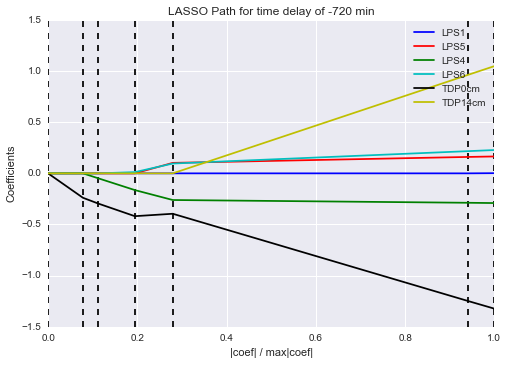 LASSO Path for time delay of -720 min
1.5
1.0
0.5
0.0
−0.5
−1.0
−1.5
Coefficients
LPS1
LPS5
LPS4
LPS6
TDP0cm
TDP14cm
0.0
0.2
0.4
0.6
0.8
1.0
|coef| / max|coef|